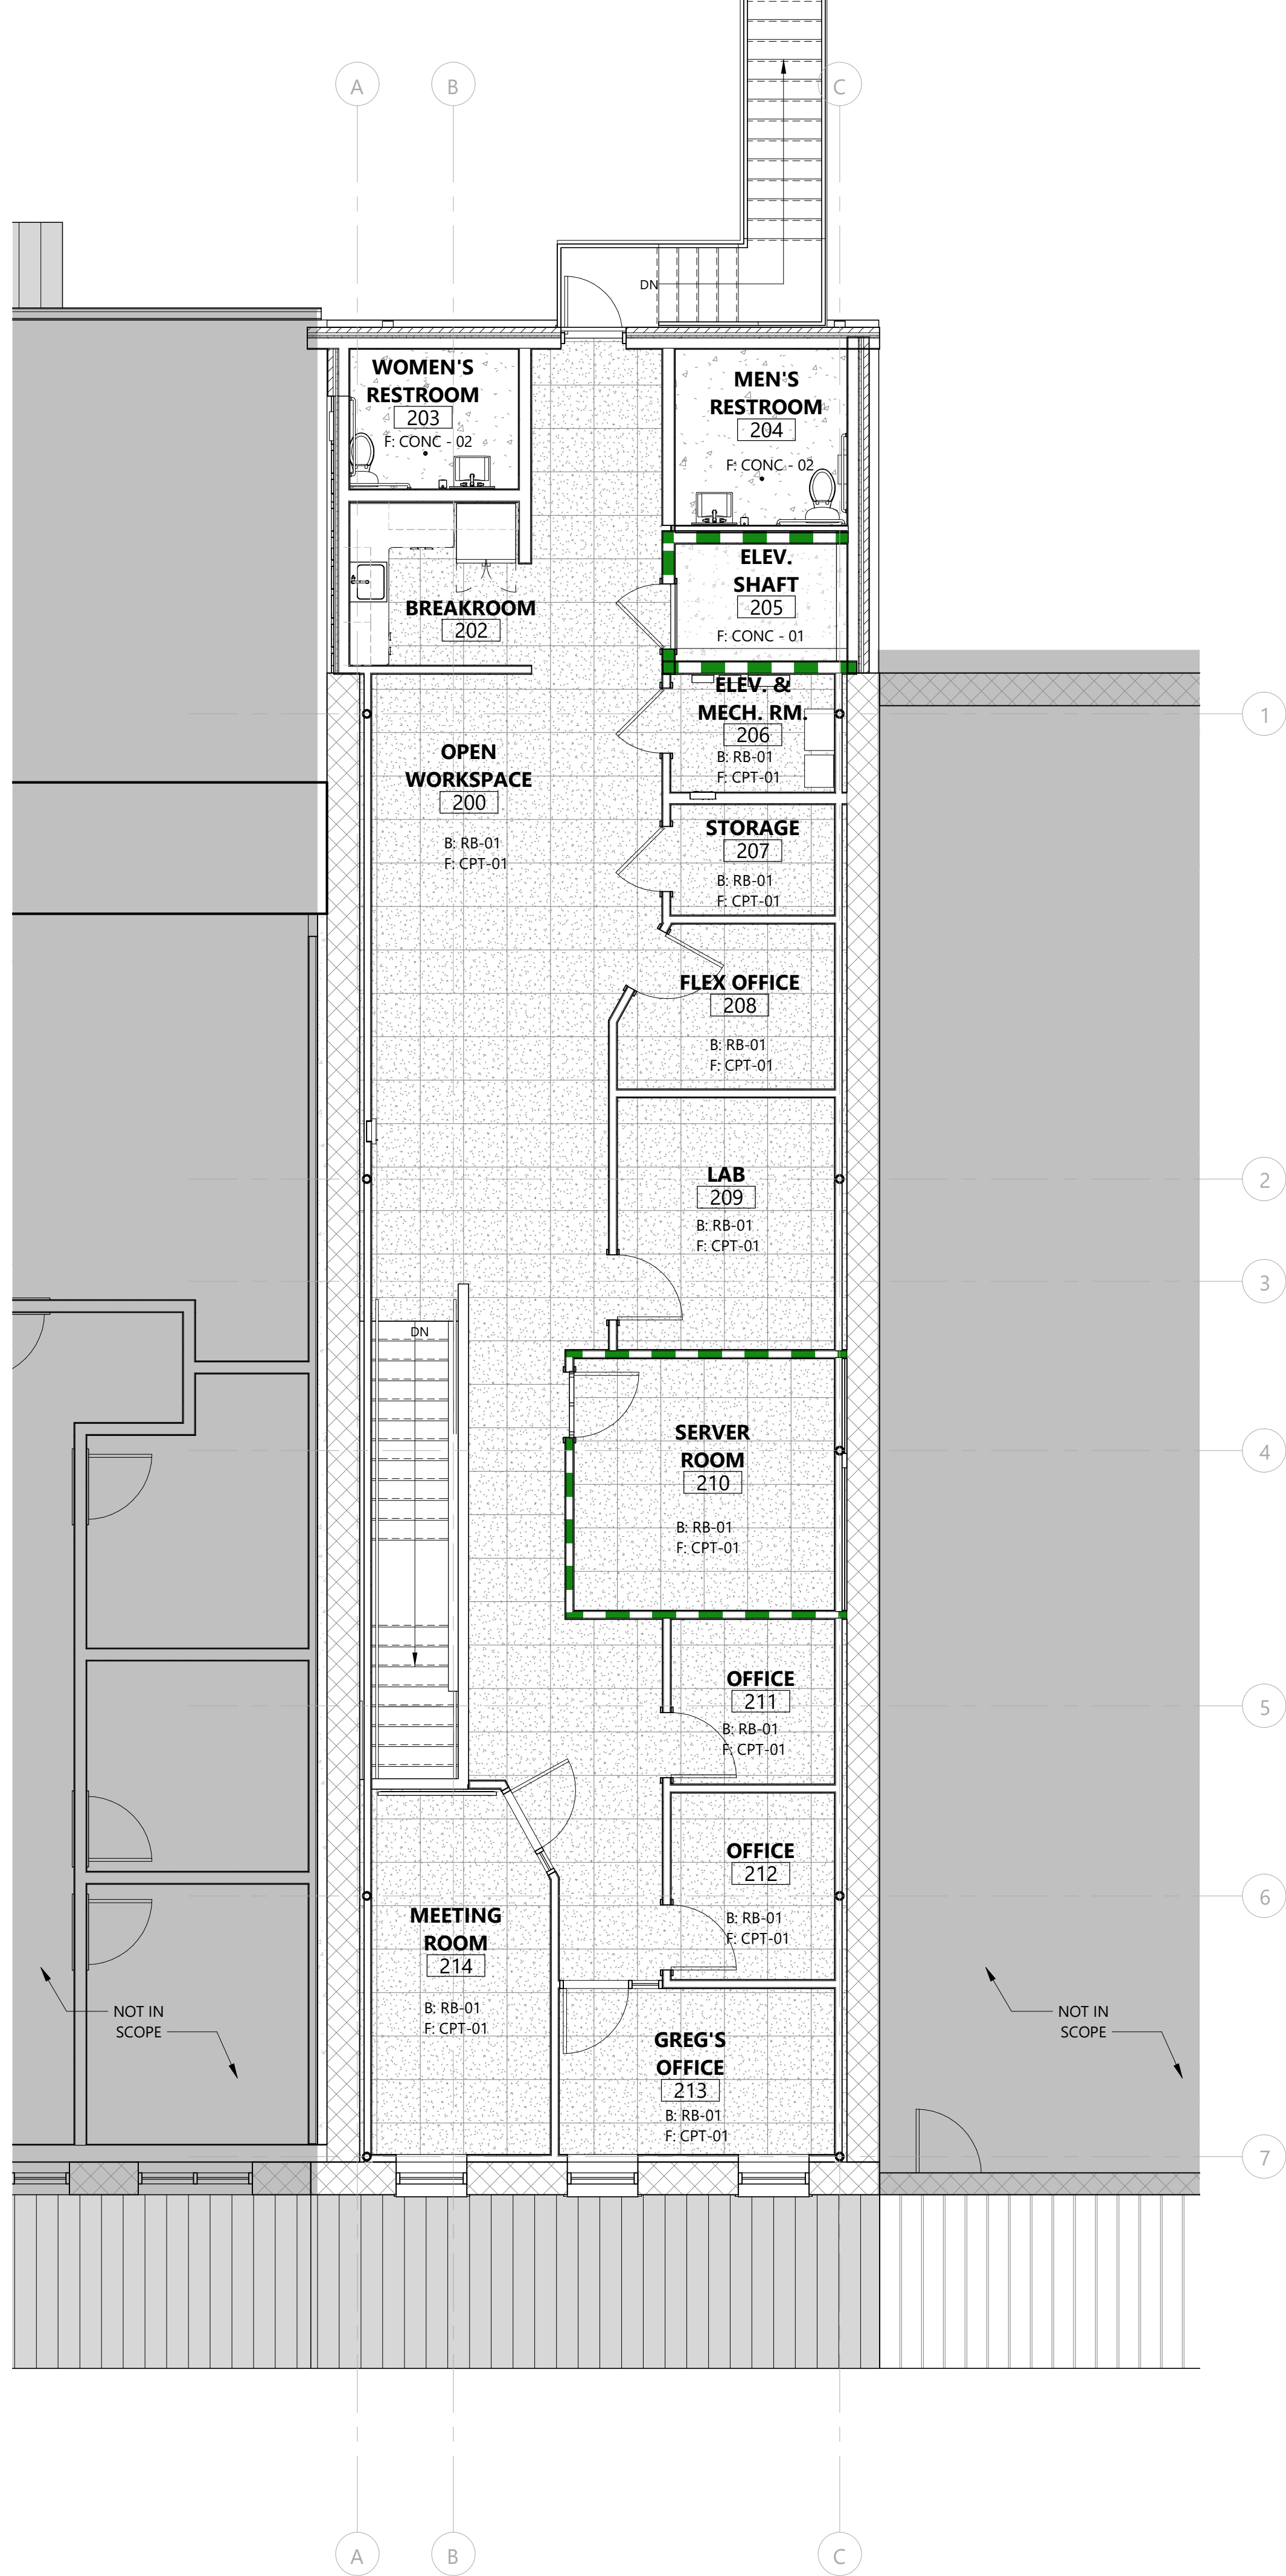 A
B
C
DN
WOMEN'S
RESTROOM
203
F: CONC - 02
MEN'S
RESTROOM
204
F: CONC - 02
ELEV.
SHAFT
205
F: CONC - 01
BREAKROOM
202
ELEV. &
MECH. RM.
206
B: RB-01
F: CPT-01
1
OPEN
WORKSPACE
200
B: RB-01
F: CPT-01
STORAGE
207
B: RB-01
F: CPT-01
FLEX OFFICE
208
B: RB-01
F: CPT-01
LAB
209
B: RB-01
F: CPT-01
2
3
DN
SERVER
ROOM
210
B: RB-01
F: CPT-01
4
OFFICE
211
B: RB-01
F: CPT-01
5
OFFICE
212
B: RB-01
F: CPT-01
6
MEETING
ROOM
214
B: RB-01
F: CPT-01
NOT IN
SCOPE
GREG'S
OFFICE
213
B: RB-01
F: CPT-01
NOT IN
SCOPE
7
A
B
C